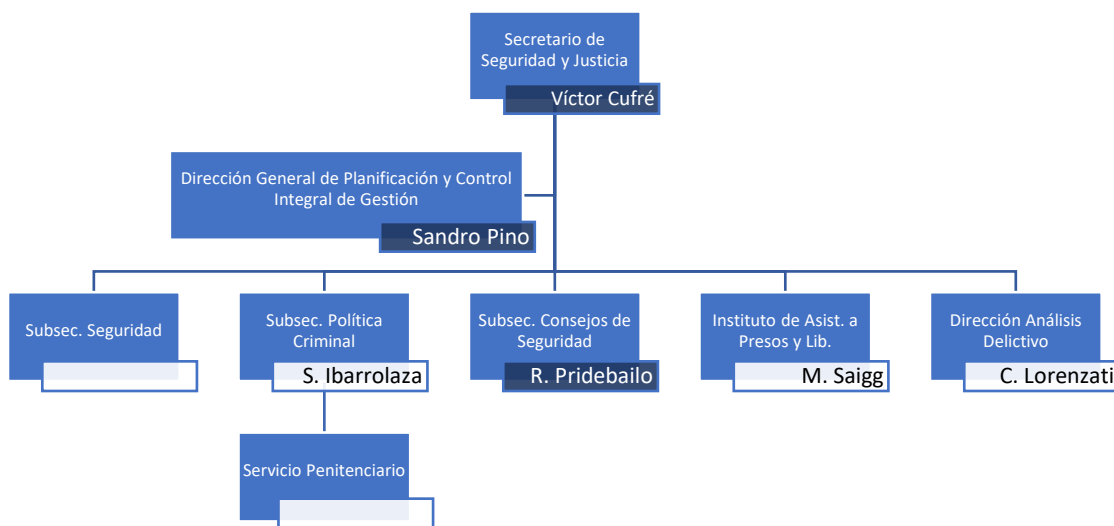 Secretario de
Seguridad y Justicia
Víctor Cufré
Dirección General de Planificación y Control
Integral de Gestión
Sandro Pino
Subsec. Seguridad
Subsec. Política
Criminal
S. Ibarrolaza
Subsec. Consejos de
Seguridad
R. Pridebailo
Instituto de Asist. a
Presos y Lib.
M. Saigg
Dirección Análisis
Delictivo
C. Lorenzati
Servicio Penitenciario